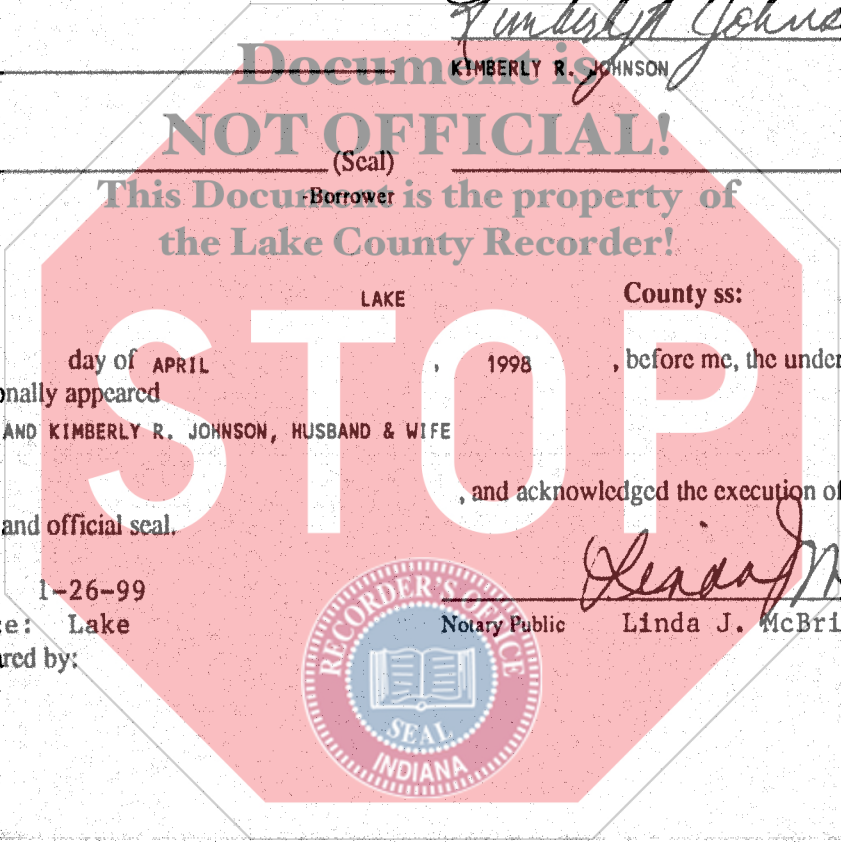 Kimberly R. Johns
Document is
KIMBERLY R. JOHNSON
NOT OFFICIAL!
(Seal)
This Document is the property of
-Borrower
the Lake County Recorder!
LAKE County ss:
STOP
day of APRIL , 1998 , before me, the under
onally appeared
AND KIMBERLY R. JOHNSON, HUSBAND & WIFE
, and acknowledged the execution of
and official seal.
1-26-99
Linda J M
e: Lake
Notary Public Linda J. McBri
ared by:
RECORDER'S OFFICE
SEAL
INDIANA